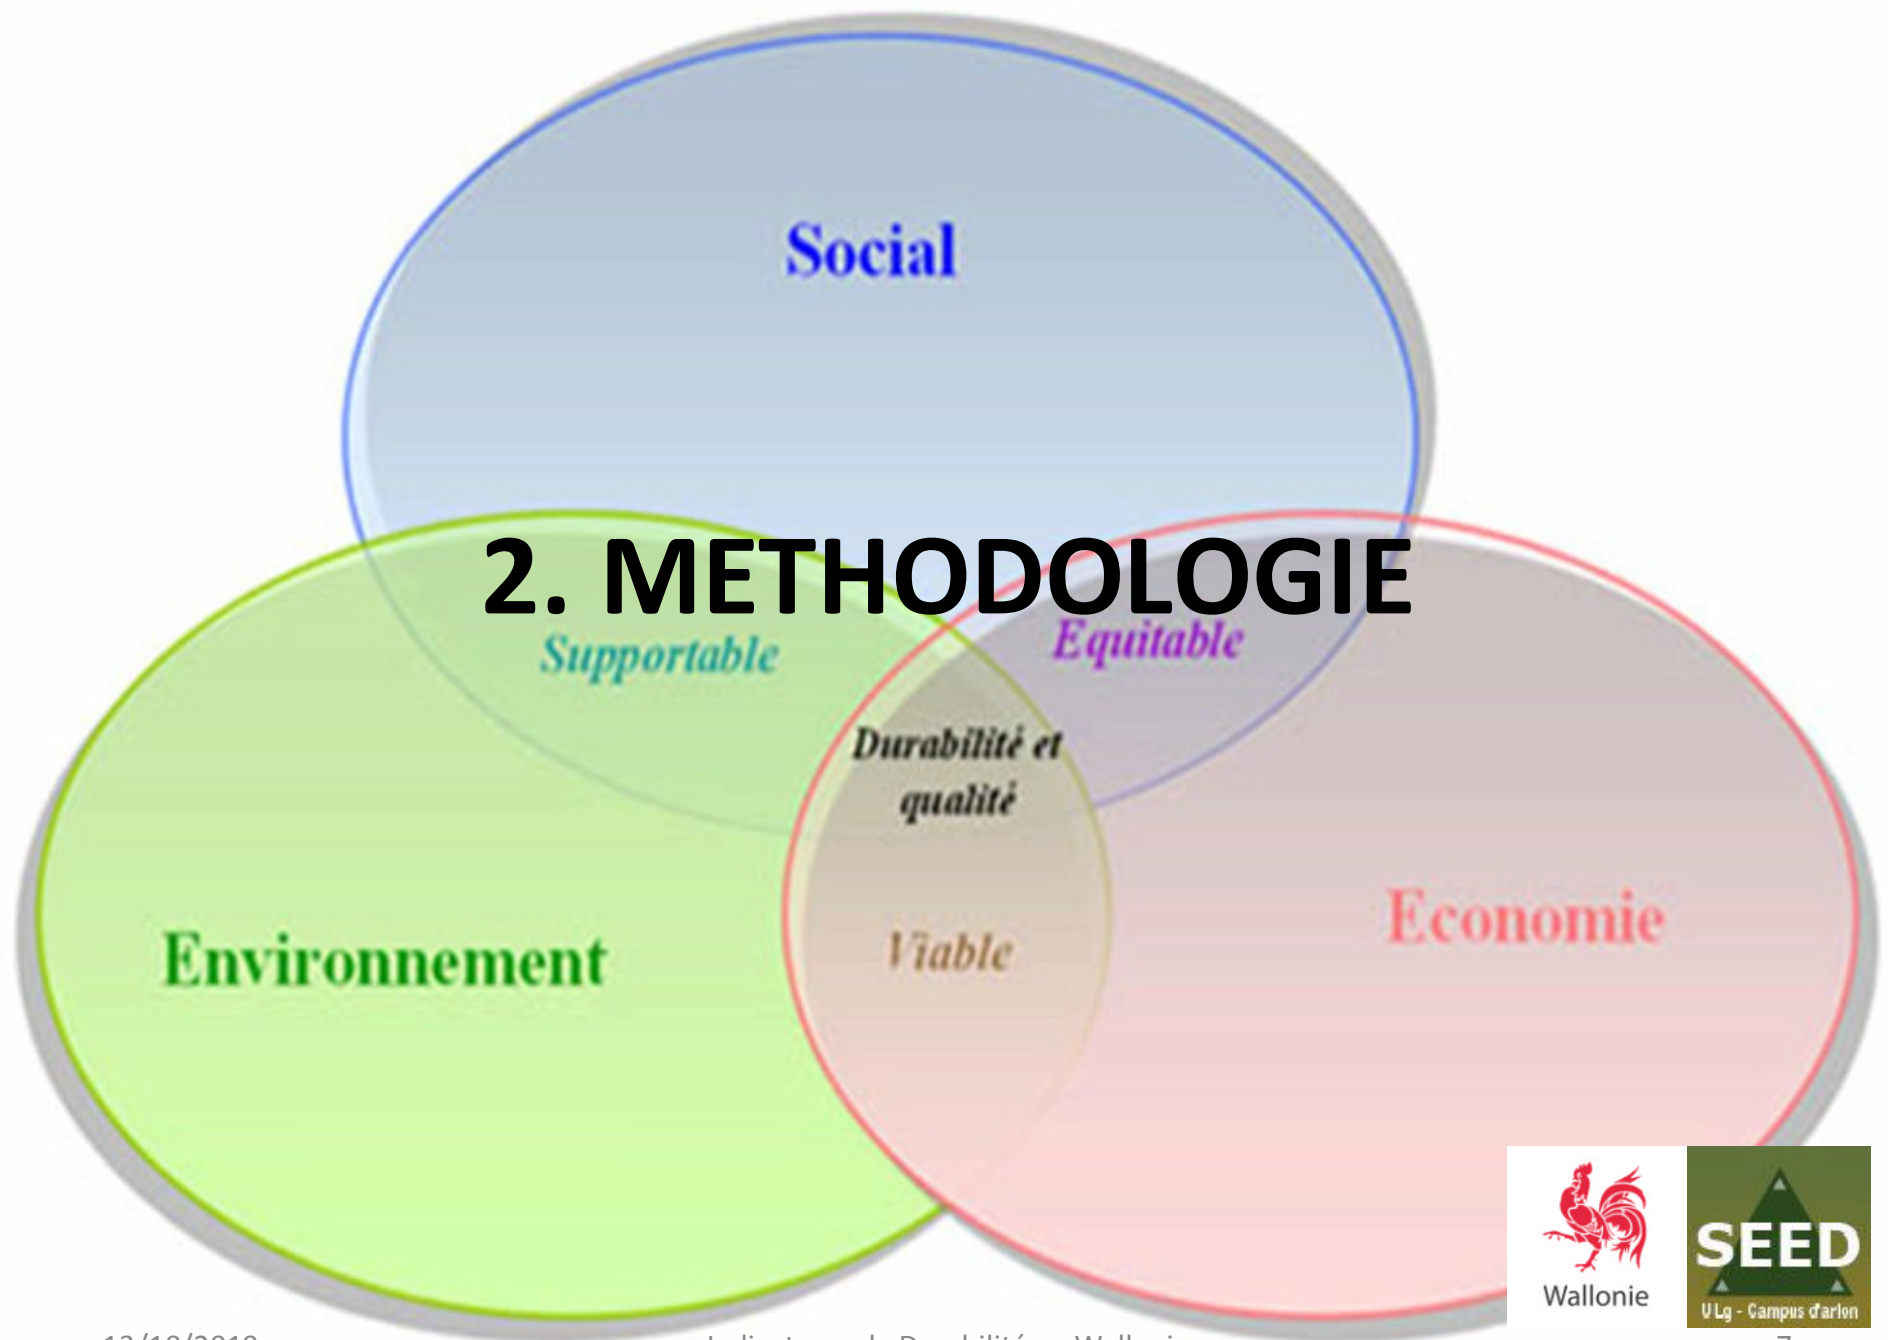 Social
2. METHODOLOGIE
Supportable
Equitable
Durabilité et
qualité
Viable
Environnement
Economie
Wallonie
SEED
ULg - Campus d'arlon